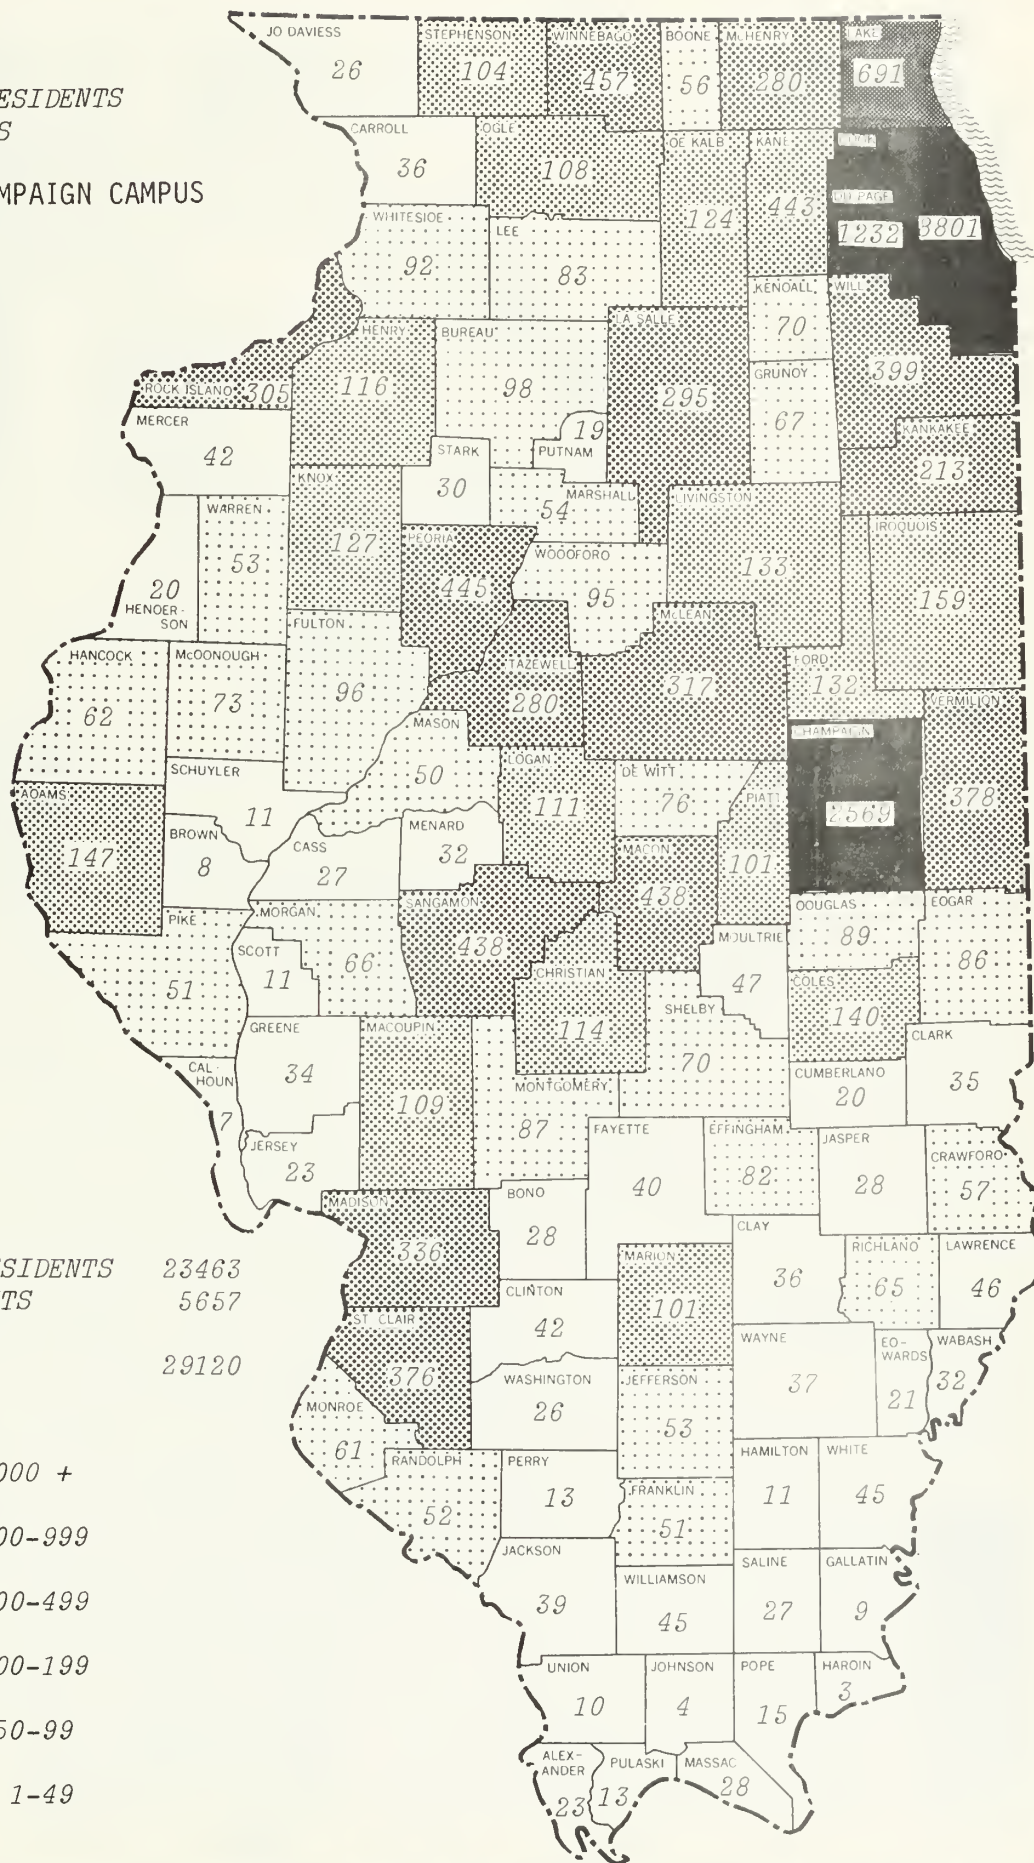 ESIDENTS
S
MPAIGN CAMPUS
JO DAVIESS
26
STEPHENSON
104
WINNEBAGO
457
BOONE
56
McHENRY
280
LAKE
691
CARROLL
36
OGLE
108
DE KALB
124
KANE
443
COOK
DU PAGE
1232
8801
WHITESIDE
92
LEE
83
KENDALL
70
WILL
399
ROCK ISLAND 305
HENRY
116
BUREAU
98
LA SALLE
295
GRUNDY
67
KANKAKEE
213
MERCER
42
STARK
30
19
PUTNAM
KNOX
127
WARREN
53
20
HENDER-
SON
PEORIA
445
54
MARSHALL
WOODFORD
95
LIVINGSTON
133
IROQUOIS
159
HANCOCK
62
McDONOUGH
73
FULTON
96
TAZEWELL
280
McLEAN
317
FORD
132
VERMILION
378
CHAMPAIGN
2569
SCHUYLER
11
MASON
50
LOGAN
111
DE WITT
76
PIATT
101
ADAMS
147
BROWN
8
CASS
27
MENARD
32
MACON
438
PIKE
51
SCOTT
11
MORGAN
66
SANGAMON
438
CHRISTIAN
114
MOULTRIE
47
DOUGLAS
89
EDGAR
86
SHELBY
70
COLES
140
CLARK
35
CUMBERLAND
20
CAL-
HOUN
7
GREENE
34
JERSEY
23
MACOUPIN
109
MONTGOMERY
87
FAYETTE
40
EFFINGHAM
82
JASPER
28
CRAWFORD
57
MADISON
336
BOND
28
CLAY
36
RICHLAND
65
LAWRENCE
46
SIDENTS 23463
TS 5657
29120
CLINTON
42
MARION
101
ST CLAIR
376
WASHINGTON
26
JEFFERSON
53
WAYNE
37
ED-
WARDS
21
WABASH
32
MONROE
61
RANDOLPH
52
PERRY
13
FRANKLIN
51
HAMILTON
11
WHITE
45
JACKSON
39
WILLIAMSON
45
SALINE
27
GALLATIN
9
UNION
10
JOHNSON
4
POPE
15
HARDIN
3
ALEX-
ANDER
23
PULASKI
13
MASSAC
28
000 +
00-999
00-499
00-199
50-99
1-49